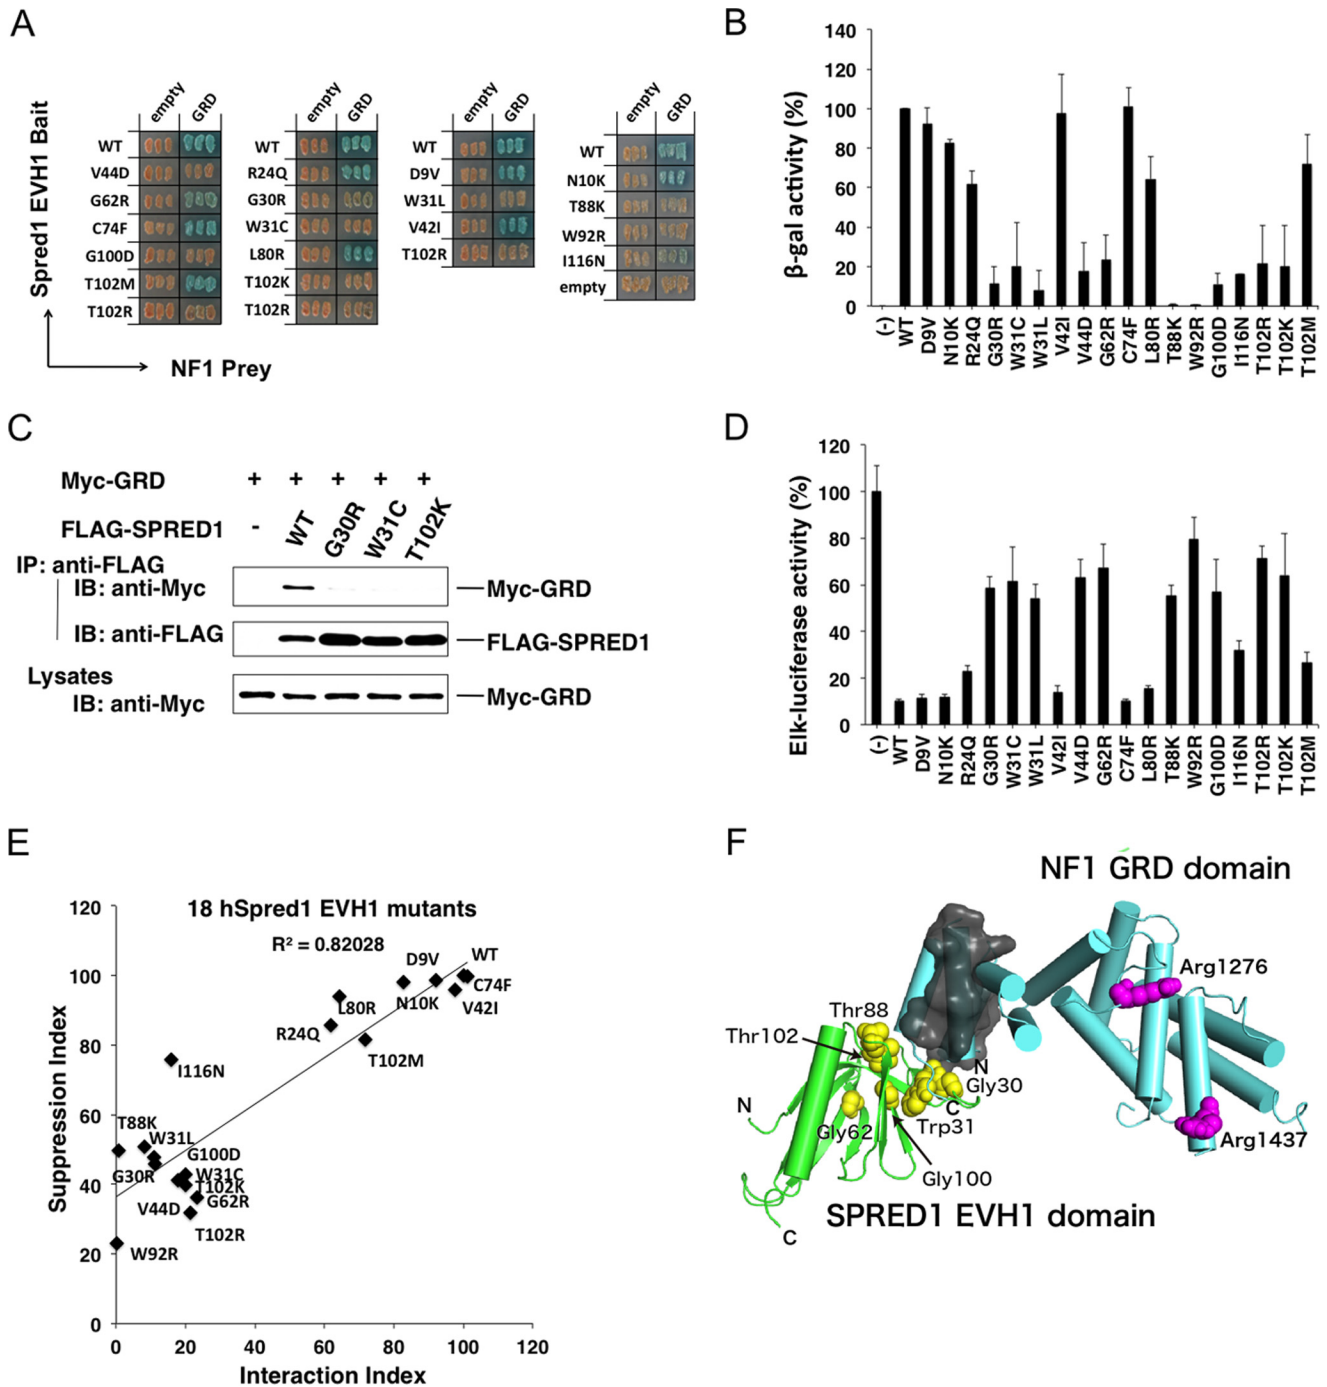 A
Spred1 EVH1 Bait
empty GRD
WT
V44D
G62R
C74F
G100D
T102M
T102R
empty GRD
WT
R24Q
G30R
W31C
L80R
T102K
T102R
empty GRD
WT
D9V
W31L
V42I
T102R
empty GRD
WT
N10K
T88K
W92R
I116N
empty
NF1 Prey
B
β-gal activity (%)
140
120
100
80
60
40
20
0
(-) WT D9V N10K R24Q G30R W31C W31L V42I V44D G62R C74F L80R T88K W92R G100D I116N T102R T102K T102M
C
Myc-GRD + + + + +
FLAG-SPRED1 - WT G30R W31C T102K
IP: anti-FLAG
IB: anti-Myc Myc-GRD
IB: anti-FLAG FLAG-SPRED1
Lysates
IB: anti-Myc Myc-GRD
D
Elk-luciferase activity (%)
120
100
80
60
40
20
0
(-) WT D9V N10K R24Q G30R W31C W31L V42I V44D G62R C74F L80R T88K W92R G100D I116N T102R T102K T102M
E
18 hSpred1 EVH1 mutants
R² = 0.82028
Suppression Index
120
100
80
60
40
20
0
D9V
WT
C74F
N10K
V42I
L80R
R24Q
T102M
I116N
T88K
W31L
G100D
G30R
W31C
T102K
G62R
V44D
T102R
W92R
0 20 40 60 80 100 120
Interaction Index
F
NF1 GRD domain
Arg1276
Thr88
Thr102
N
Gly30
N
C
Gly62
Trp31
Arg1437
Gly100
SPRED1 EVH1 domain
C